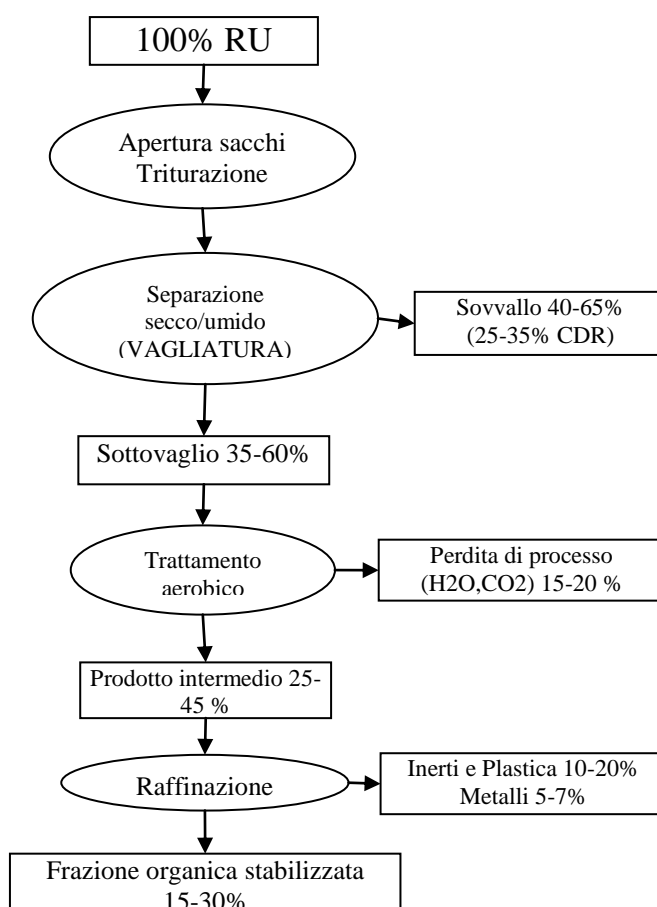 100% RU
Apertura sacchi
Triturazione
Separazione
secco/umido
(VAGLIATURA)
Sovvallo 40-65%
(25-35% CDR)
Sottovaglio 35-60%
Trattamento
aerobico
Perdita di processo
(H2O,CO2) 15-20 %
Prodotto intermedio 25-
45 %
Raffinazione
Inerti e Plastica 10-20%
Metalli 5-7%
Frazione organica stabilizzata
15-30%